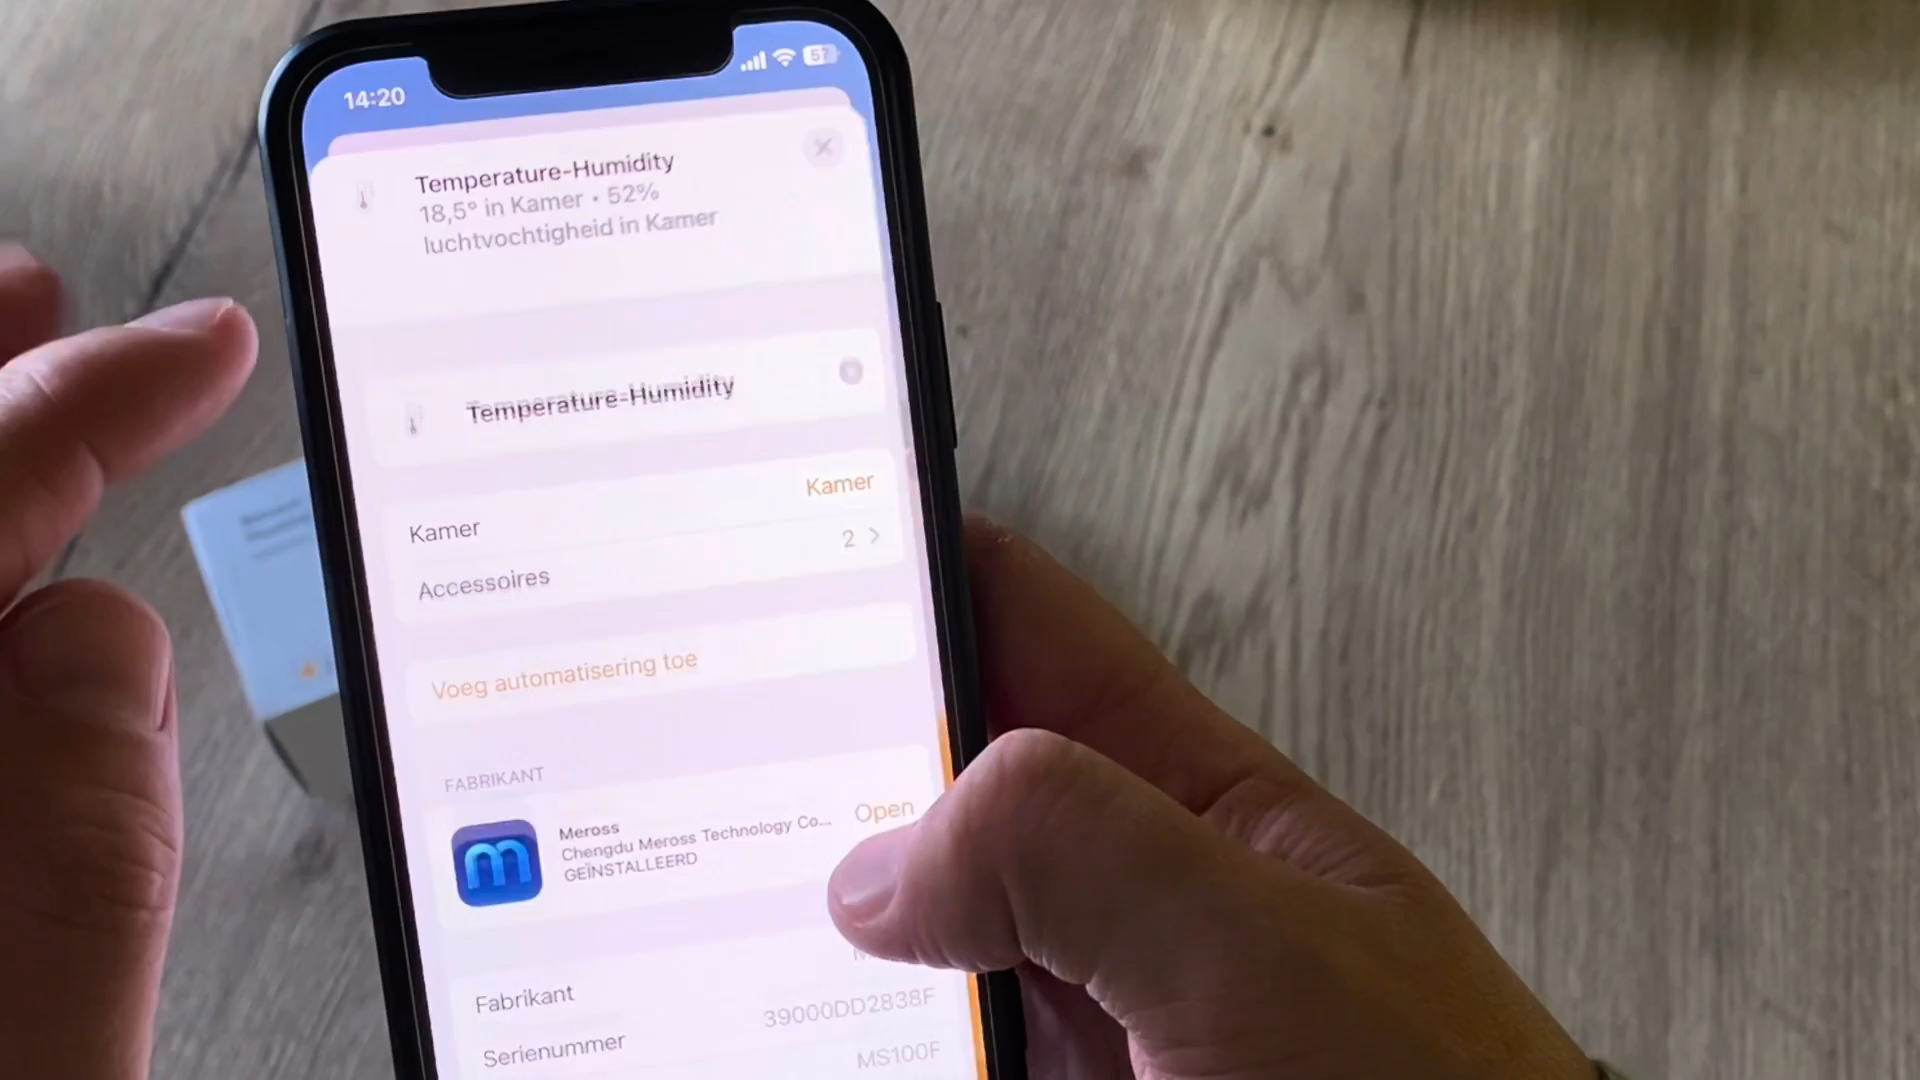 14:20
57
Temperature-Humidity
18,5° in Kamer • 52%
luchtvochtigheid in Kamer
Temperature-Humidity
Kamer
Kamer
Accessoires
2
Voeg automatisering toe
FABRIKANT
Meross
Chengdu Meross Technology Co...
GEÏNSTALLEERD
Open
Fabrikant
Serienummer
39000DD2838F
MS100F